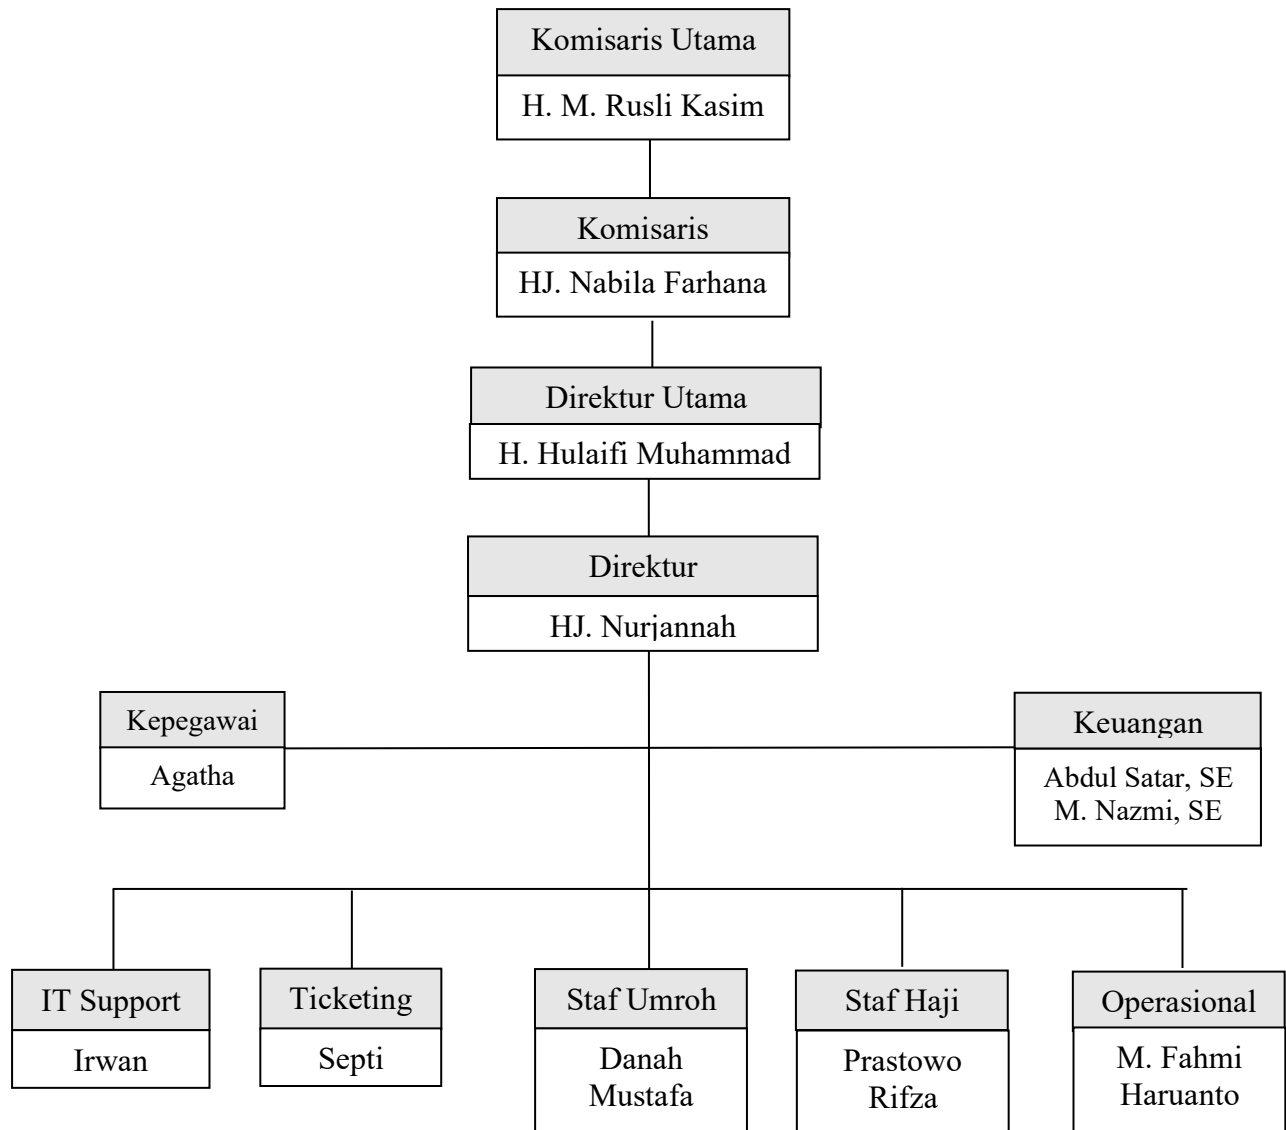 Komisaris Utama
H. M. Rusli Kasim
Komisaris
HJ. Nabila Farhana
Direktur Utama
H. Hulaifi Muhammad
Direktur
HJ. Nurjannah
Kepegawai
Agatha
Keuangan
Abdul Satar, SE
M. Nazmi, SE
IT Support
Irwan
Ticketing
Septi
Staf Umroh
Danah
Mustafa
Staf Haji
Prastowo
Rifza
Operasional
M. Fahmi
Haruanto